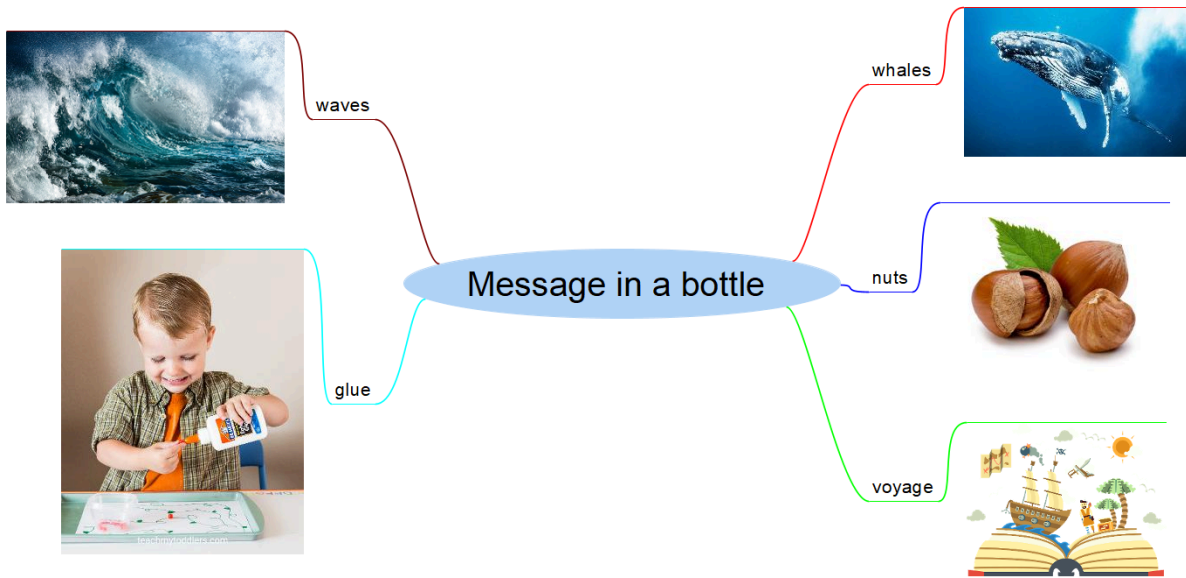 whales
waves
Message in a bottle
nuts
glue
voyage
teachmytoddlers.com